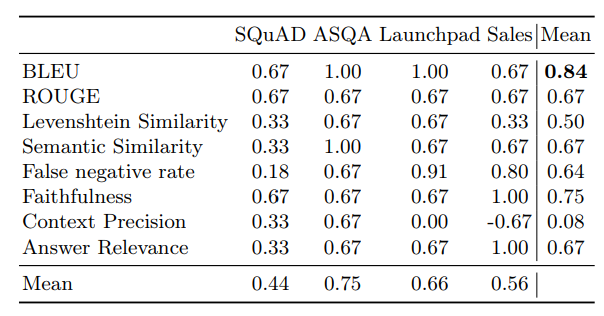 SQuAD ASQA Launchpad Sales Mean
BLEU 0.67 1.00 1.00 0.67 0.84
ROUGE 0.67 0.67 0.67 0.67 0.67
Levenshtein Similarity 0.33 0.67 0.67 0.33 0.50
Semantic Similarity 0.33 1.00 0.67 0.67 0.67
False negative rate 0.18 0.67 0.91 0.80 0.64
Faithfulness 0.67 0.67 0.67 1.00 0.75
Context Precision 0.33 0.67 0.00 -0.67 0.08
Answer Relevance 0.33 0.67 0.67 1.00 0.67
Mean 0.44 0.75 0.66 0.56